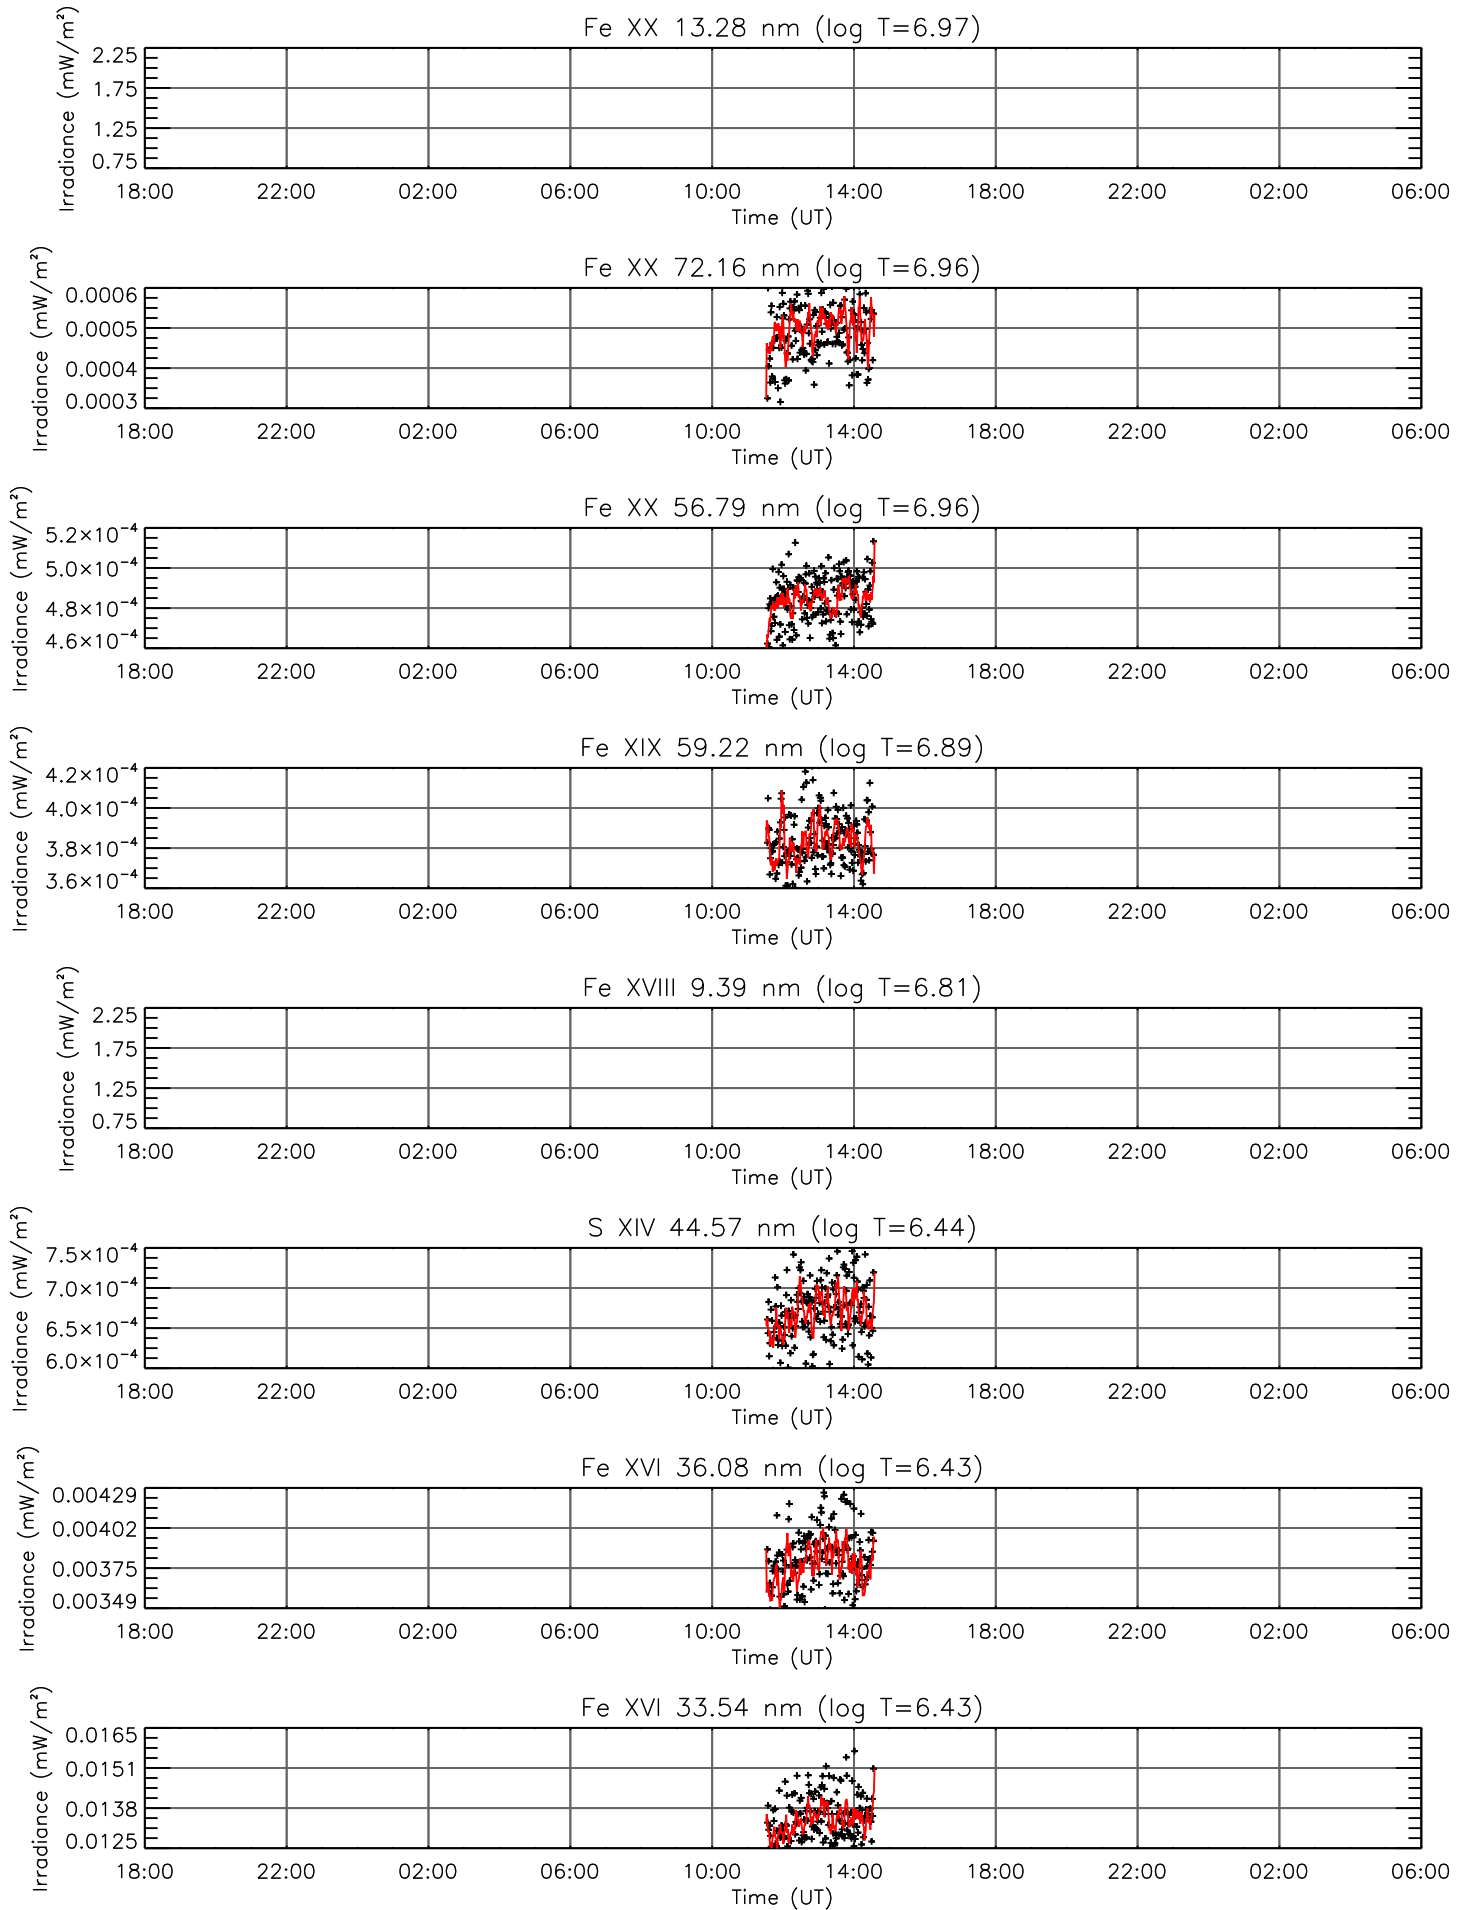 Fe XX 13.28 nm (log T=6.97)
Irradiance (mW/m²)
2.25
1.75
1.25
0.75
18:00 22:00 02:00 06:00 10:00 14:00 18:00 22:00 02:00 06:00
Time (UT)
Fe XX 72.16 nm (log T=6.96)
Irradiance (mW/m²)
0.0006
0.0005
0.0004
0.0003
18:00 22:00 02:00 06:00 10:00 14:00 18:00 22:00 02:00 06:00
Time (UT)
Fe XX 56.79 nm (log T=6.96)
Irradiance (mW/m²)
5.2×10⁻⁴
5.0×10⁻⁴
4.8×10⁻⁴
4.6×10⁻⁴
18:00 22:00 02:00 06:00 10:00 14:00 18:00 22:00 02:00 06:00
Time (UT)
Fe XIX 59.22 nm (log T=6.89)
Irradiance (mW/m²)
4.2×10⁻⁴
4.0×10⁻⁴
3.8×10⁻⁴
3.6×10⁻⁴
18:00 22:00 02:00 06:00 10:00 14:00 18:00 22:00 02:00 06:00
Time (UT)
Fe XVIII 9.39 nm (log T=6.81)
Irradiance (mW/m²)
2.25
1.75
1.25
0.75
18:00 22:00 02:00 06:00 10:00 14:00 18:00 22:00 02:00 06:00
Time (UT)
S XIV 44.57 nm (log T=6.44)
Irradiance (mW/m²)
7.5×10⁻⁴
7.0×10⁻⁴
6.5×10⁻⁴
6.0×10⁻⁴
18:00 22:00 02:00 06:00 10:00 14:00 18:00 22:00 02:00 06:00
Time (UT)
Fe XVI 36.08 nm (log T=6.43)
Irradiance (mW/m²)
0.00429
0.00402
0.00375
0.00349
18:00 22:00 02:00 06:00 10:00 14:00 18:00 22:00 02:00 06:00
Time (UT)
Fe XVI 33.54 nm (log T=6.43)
Irradiance (mW/m²)
0.0165
0.0151
0.0138
0.0125
18:00 22:00 02:00 06:00 10:00 14:00 18:00 22:00 02:00 06:00
Time (UT)